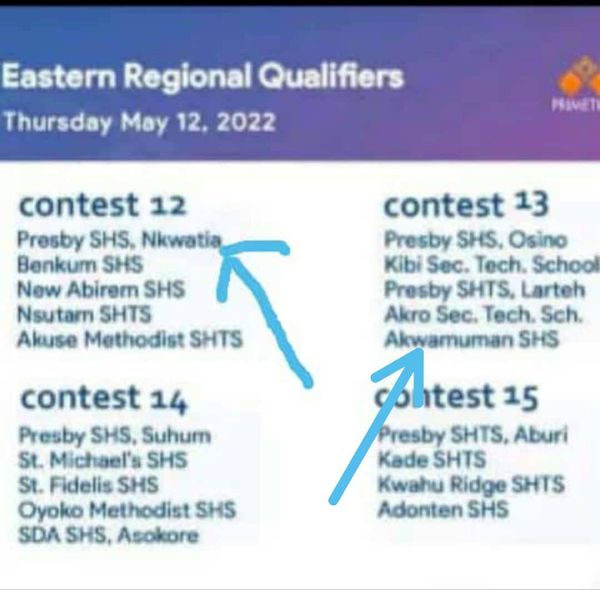 Eastern Regional Qualifiers
Thursday May 12, 2022
PRIMETV
contest 12
Presby SHS, Nkwatia
Benkum SHS
New Abirem SHS
Nsutam SHTS
Akuse Methodist SHTS
contest 13
Presby SHS, Osino
Kibi Sec. Tech. School
Presby SHTS, Larteh
Akro Sec. Tech. Sch.
Akwamuman SHS
contest 14
Presby SHS, Suhum
St. Michael's SHS
St. Fidelis SHS
Oyoko Methodist SHS
SDA SHS, Asokore
contest 15
Presby SHTS, Aburi
Kade SHTS
Kwahu Ridge SHTS
Adonten SHS